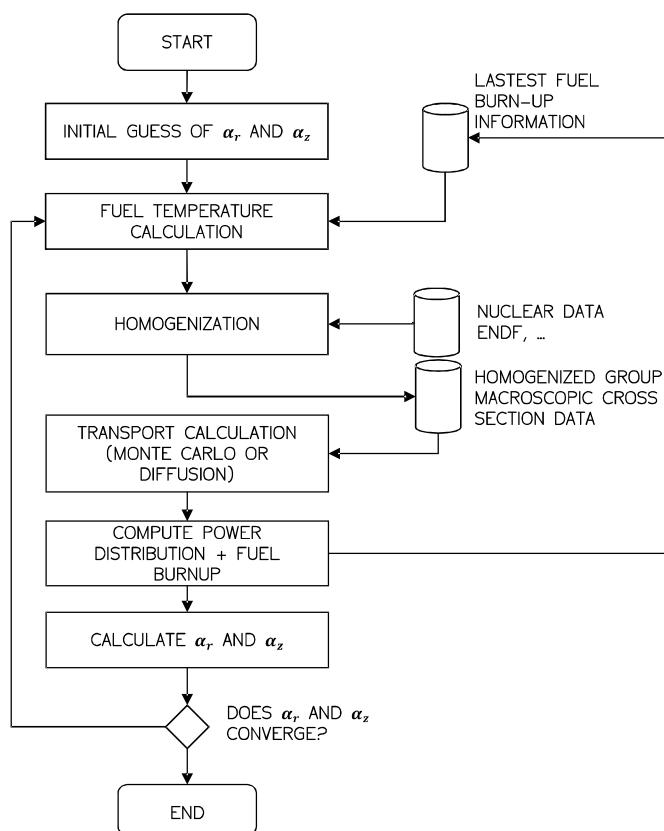 START
INITIAL GUESS OF αr AND αz
LASTEST FUEL
BURN-UP
INFORMATION
FUEL TEMPERATURE
CALCULATION
HOMOGENIZATION
NUCLEAR DATA
ENDF, ...
HOMOGENIZED GROUP
MACROSCOPIC CROSS
SECTION DATA
TRANSPORT CALCULATION
(MONTE CARLO OR
DIFFUSION)
COMPUTE POWER
DISTRIBUTION + FUEL
BURNUP
CALCULATE αr AND αz
DOES αr AND αz
CONVERGE?
END